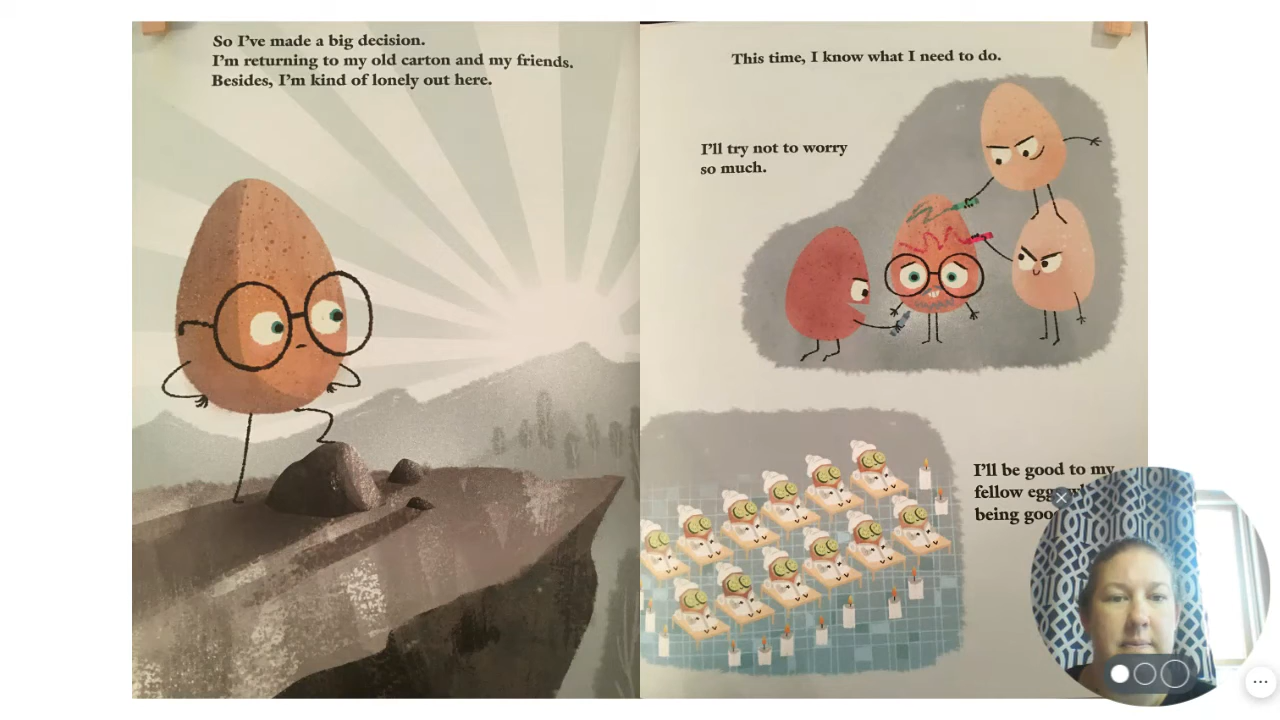 So I've made a big decision.
I'm returning to my old carton and my friends.
Besides, I'm kind of lonely out here.
This time, I know what I need to do.
I'll try not to worry
so much.
I'll be good to my
fellow
being